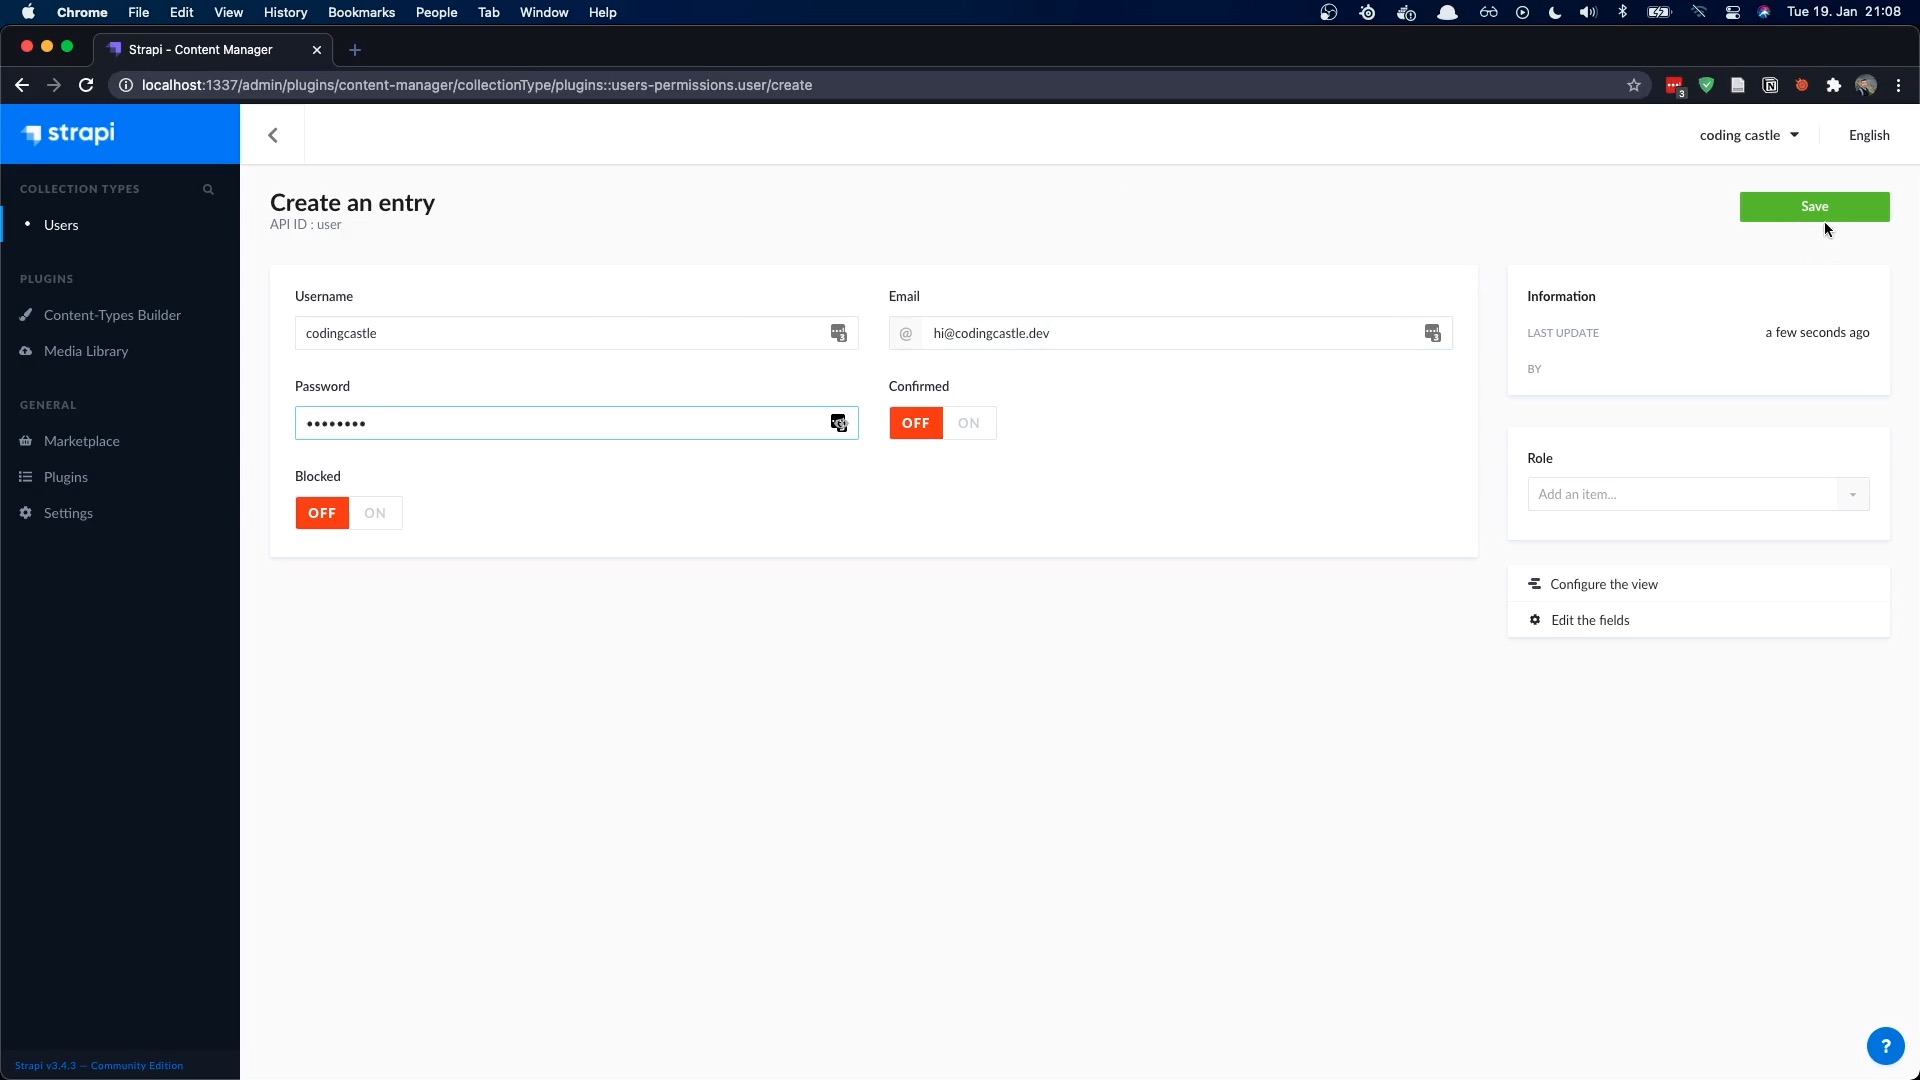 Chrome File Edit View History Bookmarks People Tab Window Help Tue 19. Jan 21:08
Strapi - Content Manager
localhost:1337/admin/plugins/content-manager/collectionType/plugins::users-permissions.user/create
3
strapi
coding castle English
COLLECTION TYPES
Users
PLUGINS
Content-Types Builder
Media Library
GENERAL
Marketplace
Plugins
Settings
Strapi v3.4.3 — Community Edition
Create an entry
API ID : user
Save
Username
codingcastle
Email
@ hi@codingcastle.dev
Password
••••••••
Confirmed
OFF ON
Blocked
OFF ON
Information
LAST UPDATE a few seconds ago
BY
Role
Add an item...
Configure the view
Edit the fields
?